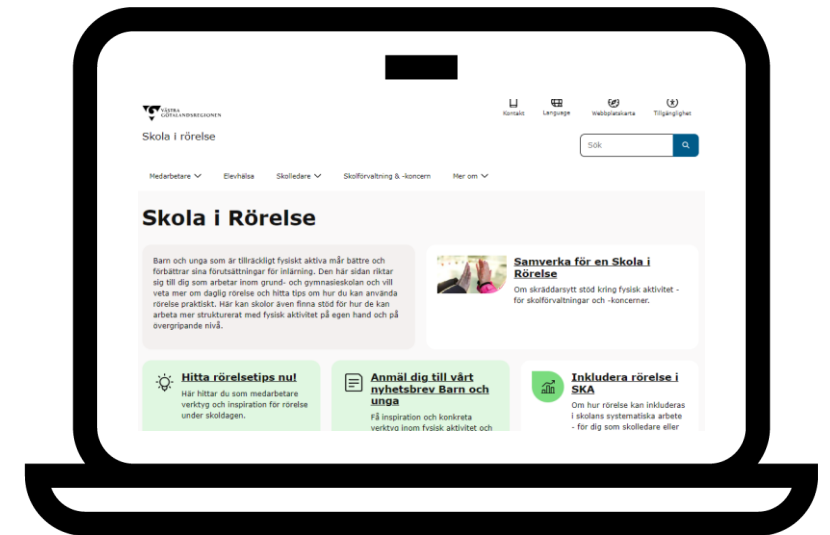 VÄSTRA
GÖTALANDSREGIONEN
Kontakt Language Webbplatskarta Tillgänglighet
Skola i rörelse
Sök
Medarbetare Elevhälsa Skolledare Skolförvaltning & -koncern Mer om
Skola i Rörelse
Barn och unga som är tillräckligt fysiskt aktiva mår bättre och
förbättrar sina förutsättningar för inlärning. Den här sidan riktar
sig till dig som arbetar inom grund- och gymnasieskolan och vill
veta mer om daglig rörelse och hitta tips om hur du kan använda
rörelse praktiskt. Här kan skolor även finna stöd för hur de kan
arbeta mer strukturerat med fysisk aktivitet på egen hand och på
övergripande nivå.
Samverka för en Skola i
Rörelse
Om skräddarsytt stöd kring fysisk aktivitet -
för skolförvaltningar och -koncerner.
Hitta rörelsetips nu!
Här hittar du som medarbetare
verktyg och inspiration för rörelse
under skoldagen.
Anmäl dig till vårt
nyhetsbrev Barn och
unga
Få inspiration och konkreta
verktyg inom fysisk aktivitet och
Inkludera rörelse i
SKA
Om hur rörelse kan inkluderas
i skolans systematiska arbete
- för dig som skolledare eller